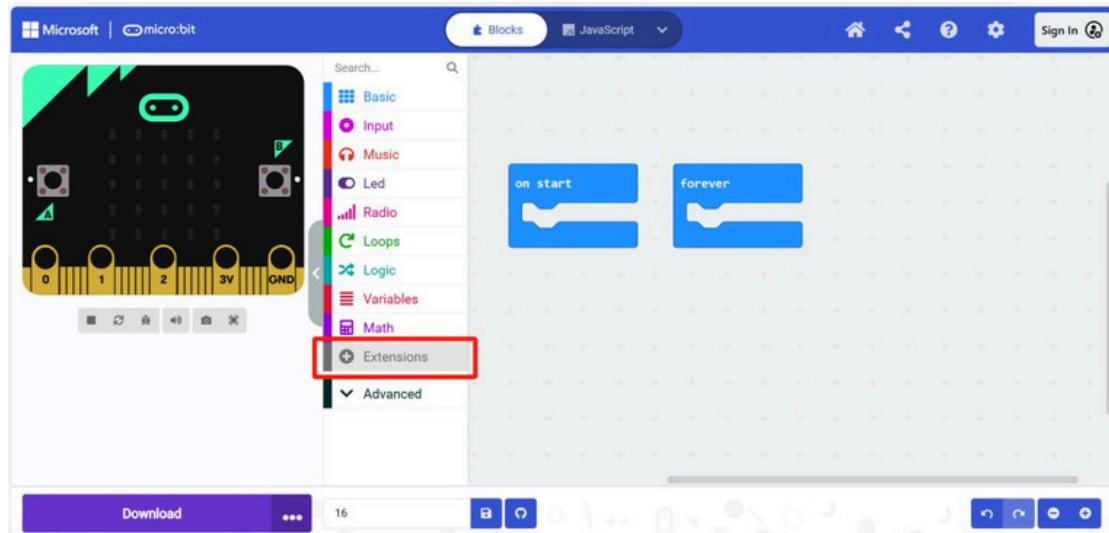 Microsoft | micro:bit
Blocks
JavaScript
Sign In
Search...
Basic
Input
Music
Led
Radio
Loops
Logic
Variables
Math
Extensions
Advanced
B
A
0 1 2 3V GND
on start
forever
Download
16